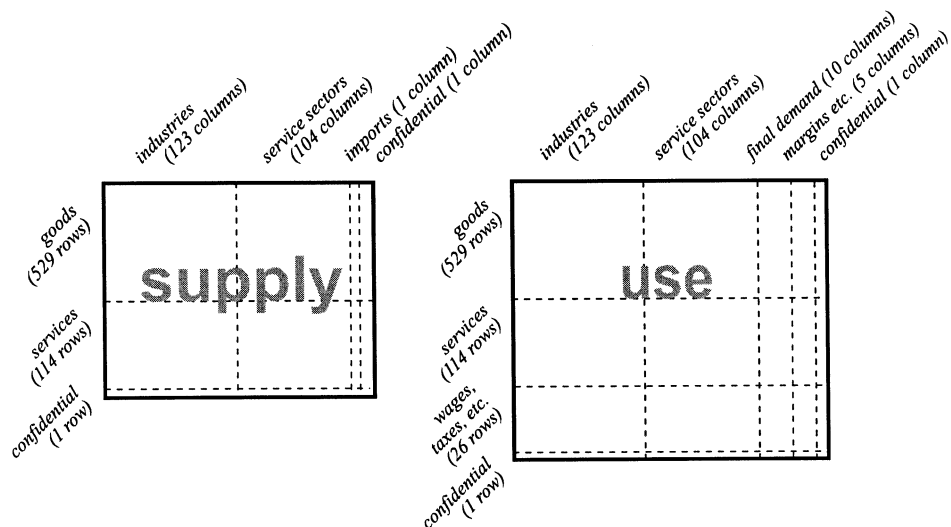 industries
(123 columns)
service sectors
(104 columns)
imports (1 column)
confidential (1 column)
goods
(529 rows)
services
(114 rows)
confidential
(1 row)
supply
industries
(123 columns)
service sectors
(104 columns)
final demand (10 columns)
margins etc. (5 columns)
confidential (1 column)
goods
(529 rows)
services
(114 rows)
wages,
taxes, etc.
(26 rows)
confidential
(1 row)
use